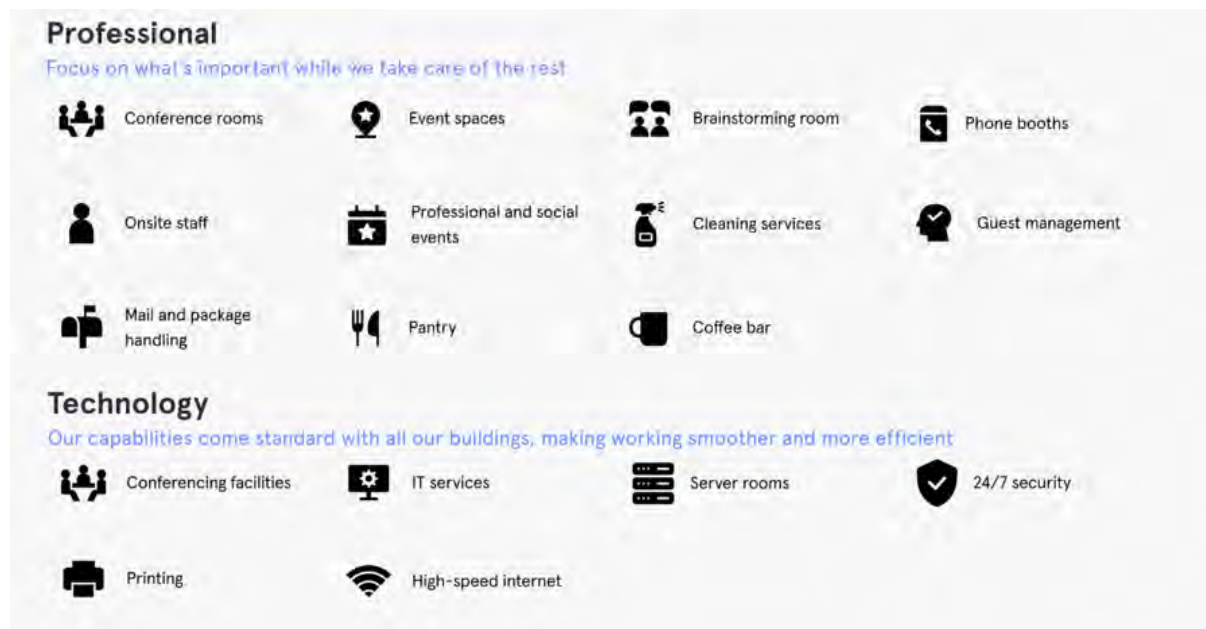 Professional
Focus on what's important while we take care of the rest
Conference rooms
Event spaces
Brainstorming room
Phone booths
Onsite staff
Professional and social
events
Cleaning services
Guest management
Mail and package
handling
Pantry
Coffee bar
Technology
Our capabilities come standard with all our buildings, making working smoother and more efficient
Conferencing facilities
IT services
Server rooms
24/7 security
Printing
High-speed internet